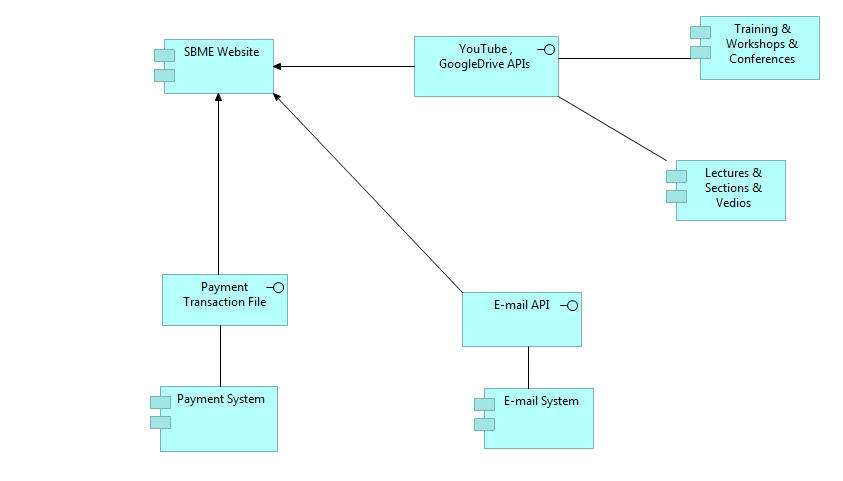 SBME Website
YouTube ,
GoogleDrive APIs
Training &
Workshops &
Conferences
Lectures &
Sections &
Vedios
Payment
Transaction File
E-mail API
Payment System
E-mail System